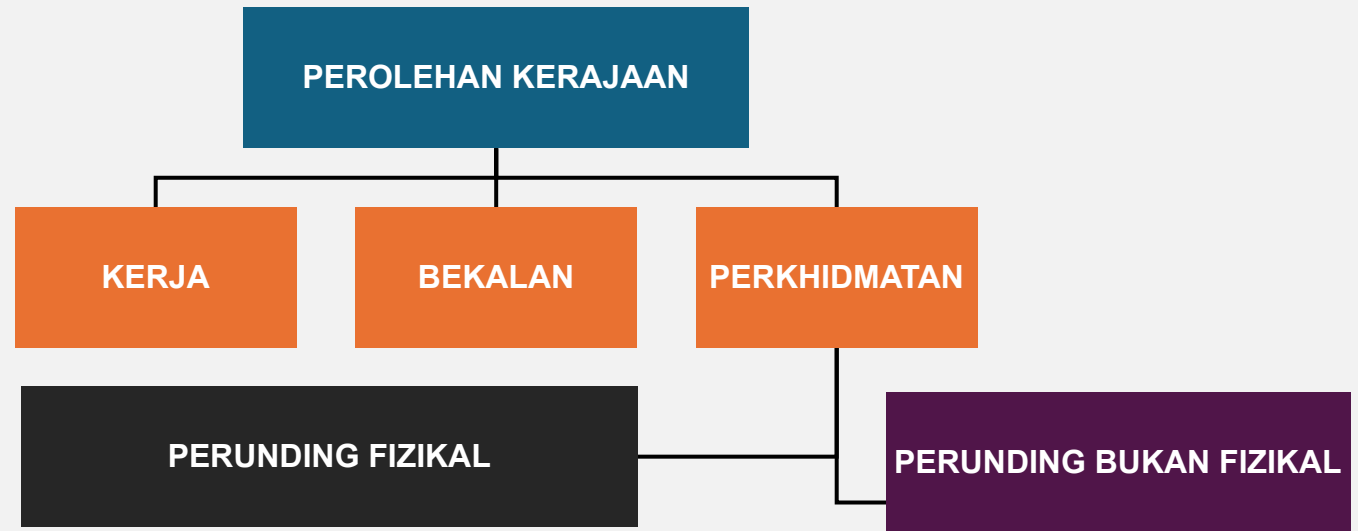 PEROLEHAN KERAJAAN
KERJA
BEKALAN
PERKHIDMATAN
PERUNDING FIZIKAL
PERUNDING BUKAN FIZIKAL